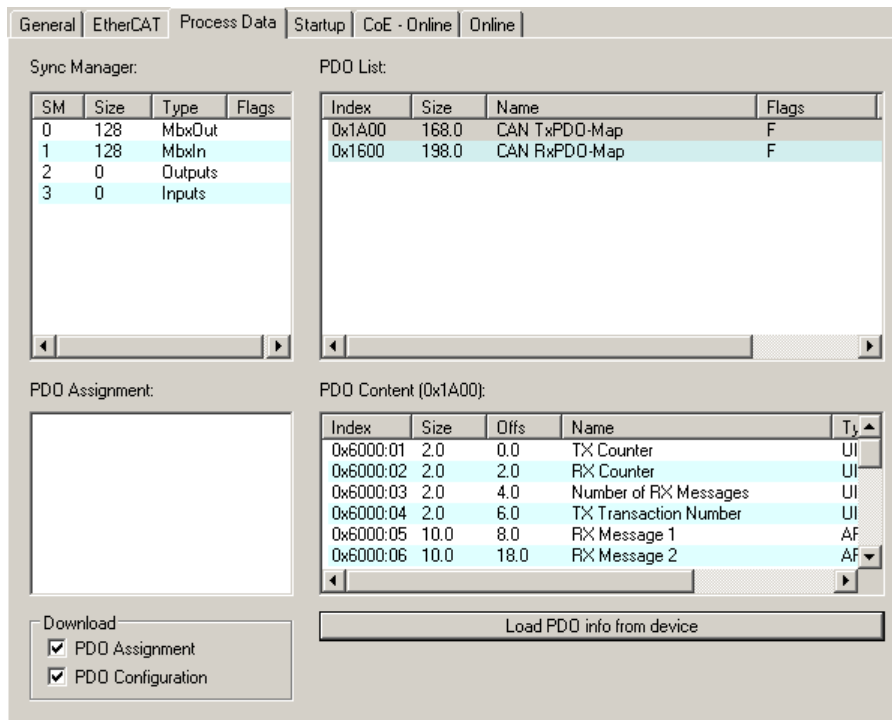 General EtherCAT Process Data Startup CoE - Online Online
Sync Manager:
SM Size Type Flags
0 128 MbxOut
1 128 MbxIn
2 0 Outputs
3 0 Inputs
PDO List:
Index Size Name Flags
0x1A00 168.0 CAN TxPDO-Map F
0x1600 198.0 CAN RxPDO-Map F
PDO Assignment:
PDO Content (0x1A00):
Index Size Offs Name
0x6000:01 2.0 0.0 TX Counter UI
0x6000:02 2.0 2.0 RX Counter UI
0x6000:03 2.0 4.0 Number of RX Messages UI
0x6000:04 2.0 6.0 TX Transaction Number UI
0x6000:05 10.0 8.0 RX Message 1
0x6000:06 10.0 18.0 RX Message 2
Download
PDO Assignment
PDO Configuration
Load PDO info from device